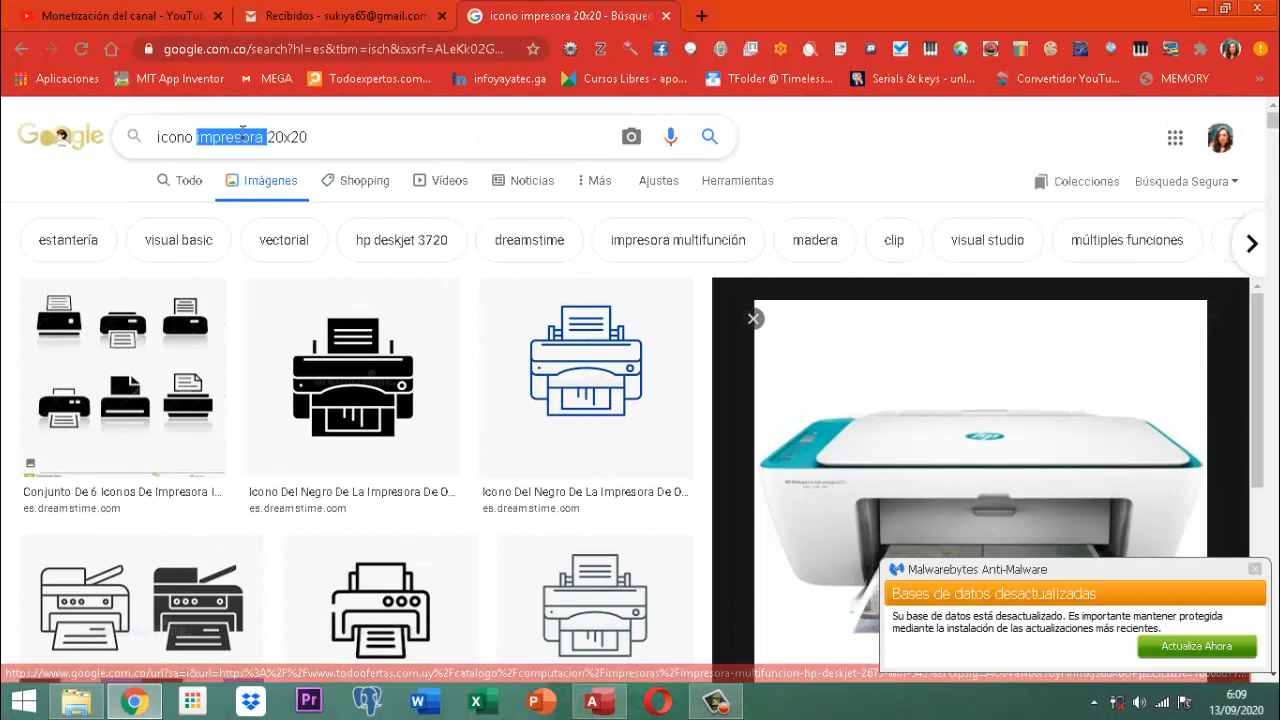 Monetización del canal - YouTu
Recibidos - sukiya65@gmail.com
icono impresora 20x20 - Búsqued
google.com.co/search?hl=es&tbm=isch&sxsrf=ALeKk02G...
Aplicaciones
MIT App Inventor
MEGA
Todoexpertos.com...
infoyayatec.ga
Cursos Libres - apo...
TFolder @ Timeless...
Serials & keys - unl...
Convertidor YouTu...
MEMORY
Google
icono impresora 20x20
Todo
Imágenes
Shopping
Vídeos
Noticias
Más
Ajustes
Herramientas
Colecciones
Búsqueda Segura
estantería
visual basic
vectorial
hp deskjet 3720
dreamstime
impresora multifunción
madera
clip
visual studio
múltiples funciones
hp
Conjunto De 6 Iconos De Impresora I...
es.dreamstime.com
Icono Del Negro De La Impresora De O...
es.dreamstime.com
Icono Del Negro De La Impresora De O...
es.dreamstime.com
Malwarebytes Anti-Malware
Bases de datos desactualizadas
Su base de datos está desactualizado. Es importante mantener protegida
mediante la instalación de las actualizaciones más recientes.
Actualiza Ahora
6:09
13/09/2020